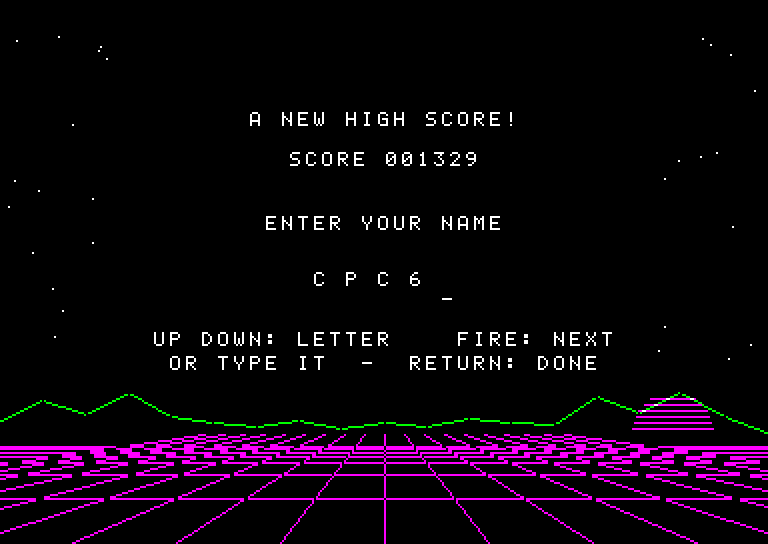 A NEW HIGH SCORE!
SCORE 001329
ENTER YOUR NAME
C P C 6 _
UP DOWN: LETTER FIRE: NEXT
OR TYPE IT - RETURN: DONE